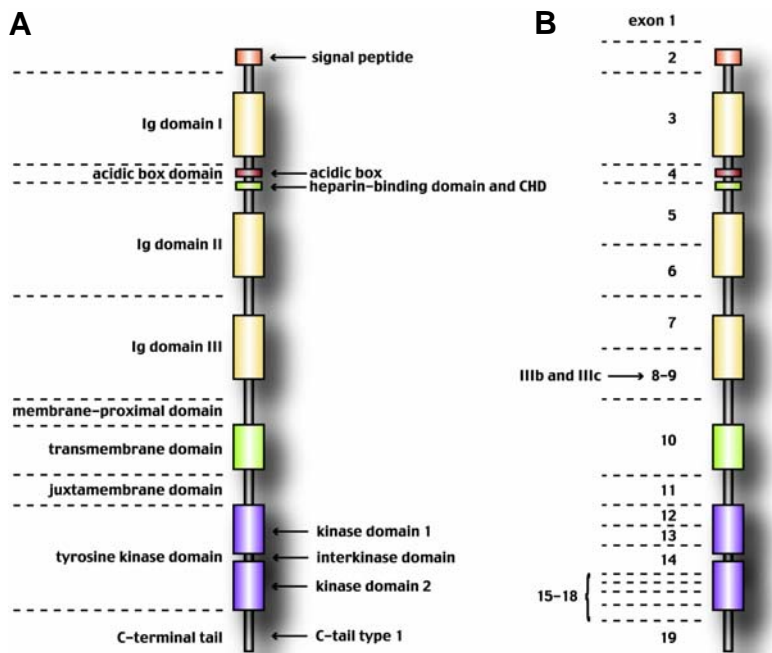 A
signal peptide
Ig domain I
acidic box domain
acidic box
heparin-binding domain and CHD
Ig domain II
Ig domain III
membrane-proximal domain
transmembrane domain
juxtamembrane domain
kinase domain 1
tyrosine kinase domain
interkinase domain
kinase domain 2
C-terminal tail
C-tail type 1
B
exon 1
2
3
4
5
6
7
IIIb and IIIc
8-9
10
11
12
13
14
15-18
19